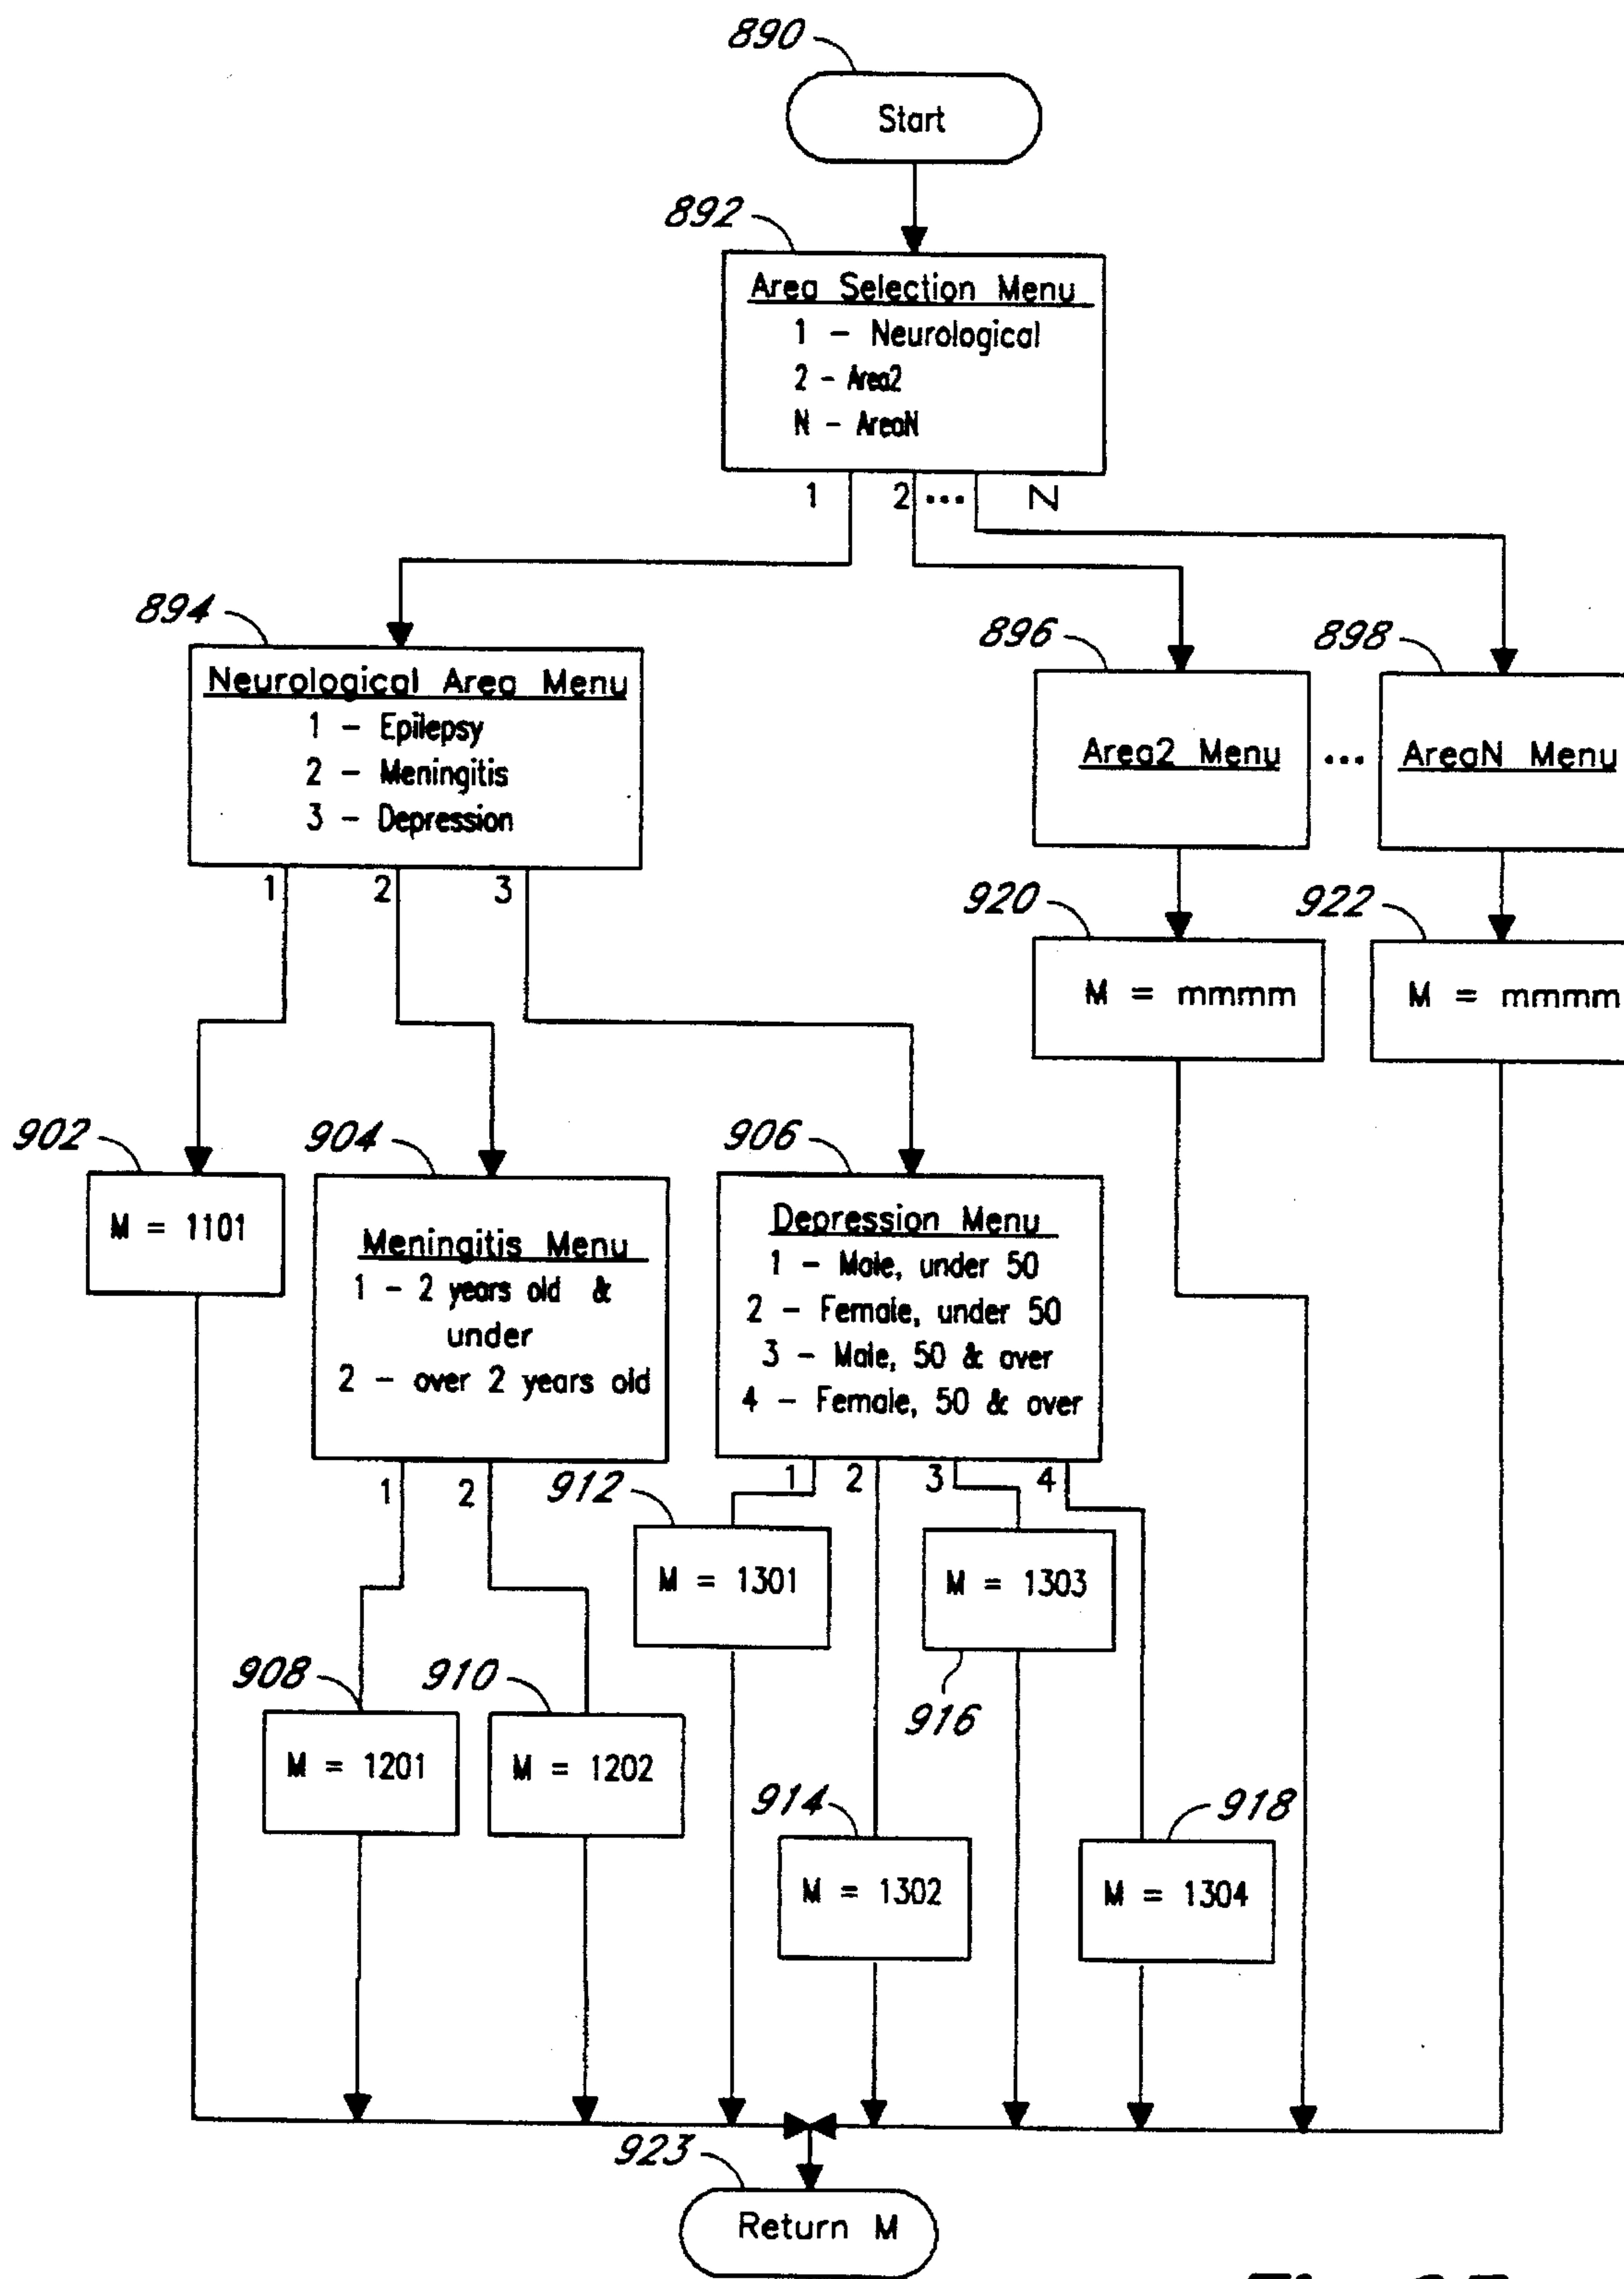 890
Start
892
Area Selection Menu
1 - Neurological
2 - Area2
N - AreaN
1
2
...
N
894
Neurological Area Menu
1 - Epilepsy
2 - Meningitis
3 - Depression
896
Area2 Menu
...
898
AreaN Menu
1
2
3
920
M = mmmm
922
M = mmmm
902
M = 1101
904
Meningitis Menu
1 - 2 years old &
under
2 - over 2 years old
906
Depression Menu
1 - Male, under 50
2 - Female, under 50
3 - Male, 50 & over
4 - Female, 50 & over
1
2
1
2
3
4
912
M = 1301
M = 1303
916
908
M = 1201
910
M = 1202
914
M = 1302
918
M = 1304
923
Return M